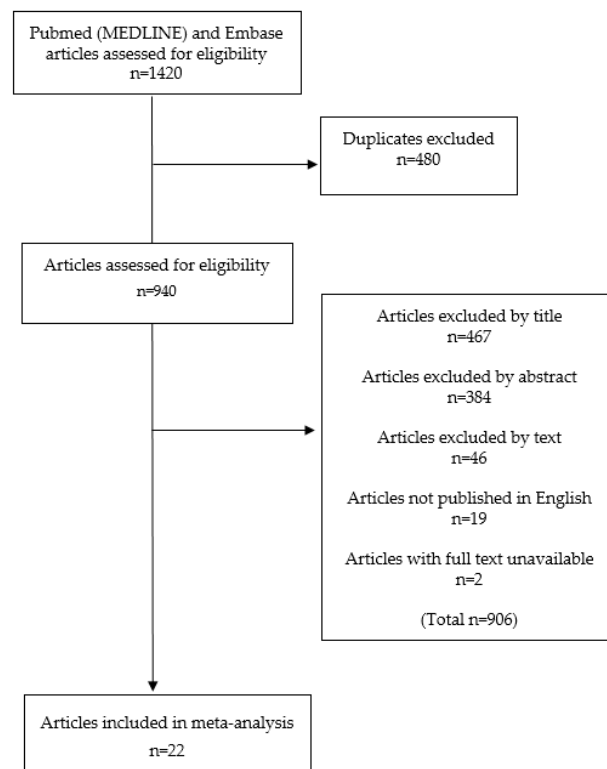 Pubmed (MEDLINE) and Embase
articles assessed for eligibility
n=1420
Duplicates excluded
n=480
Articles assessed for eligibility
n=940
Articles excluded by title
n=467
Articles excluded by abstract
n=384
Articles excluded by text
n=46
Articles not published in English
n=19
Articles with full text unavailable
n=2
(Total n=906)
Articles included in meta-analysis
n=22